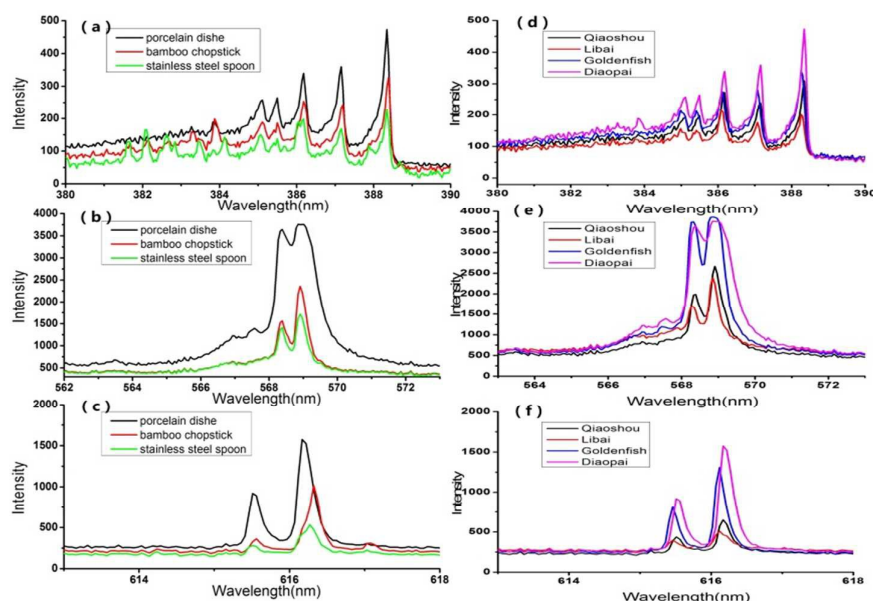 ( a )
porcelain dishe
bamboo chopstick
stainless steel spoon
500
400
300
200
100
0
Intensity
380 382 384 386 388 390
Wavelength(nm)
( d )
Qiaoshou
Libai
Goldenfish
Diaopai
500
400
300
200
100
0
Intensity
380 382 384 386 388 390
Wavelength(nm)
( b )
porcelain dishe
bamboo chopstick
stainless steel spoon
4000
3500
3000
2500
2000
1500
1000
500
Intensity
562 564 566 568 570 572
Wavelength(nm)
( e )
Qiaoshou
Libai
Goldenfish
Diaopai
4000
3500
3000
2500
2000
1500
1000
500
0
Intensity
564 566 568 570 572
Wavelength(nm)
( c )
porcelain dishe
bamboo chopstick
stainless steel spoon
2000
1500
1000
500
0
Intensity
614 616 618
Wavelength(nm)
( f )
Qiaoshou
Libai
Goldenfish
Diaopai
2000
1500
1000
500
0
Intensity
614 616 618
Wavelength(nm)